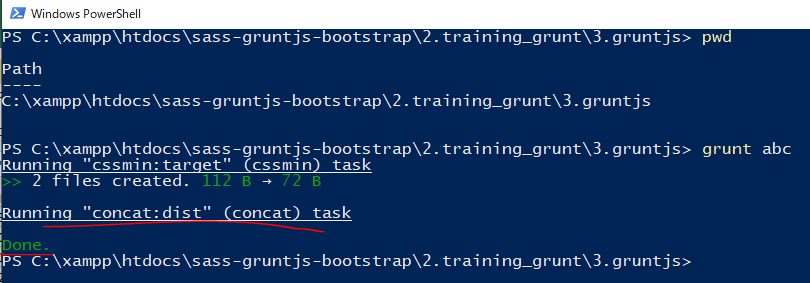 Windows PowerShell
PS C:\xampp\htdocs\sass-gruntjs-bootstrap\2.training_grunt\3.gruntjs> pwd
Path
----
C:\xampp\htdocs\sass-gruntjs-bootstrap\2.training_grunt\3.gruntjs
PS C:\xampp\htdocs\sass-gruntjs-bootstrap\2.training_grunt\3.gruntjs> grunt abc
Running "cssmin:target" (cssmin) task
>> 2 files created. 112 B → 72 B
Running "concat:dist" (concat) task
Done.
PS C:\xampp\htdocs\sass-gruntjs-bootstrap\2.training_grunt\3.gruntjs>